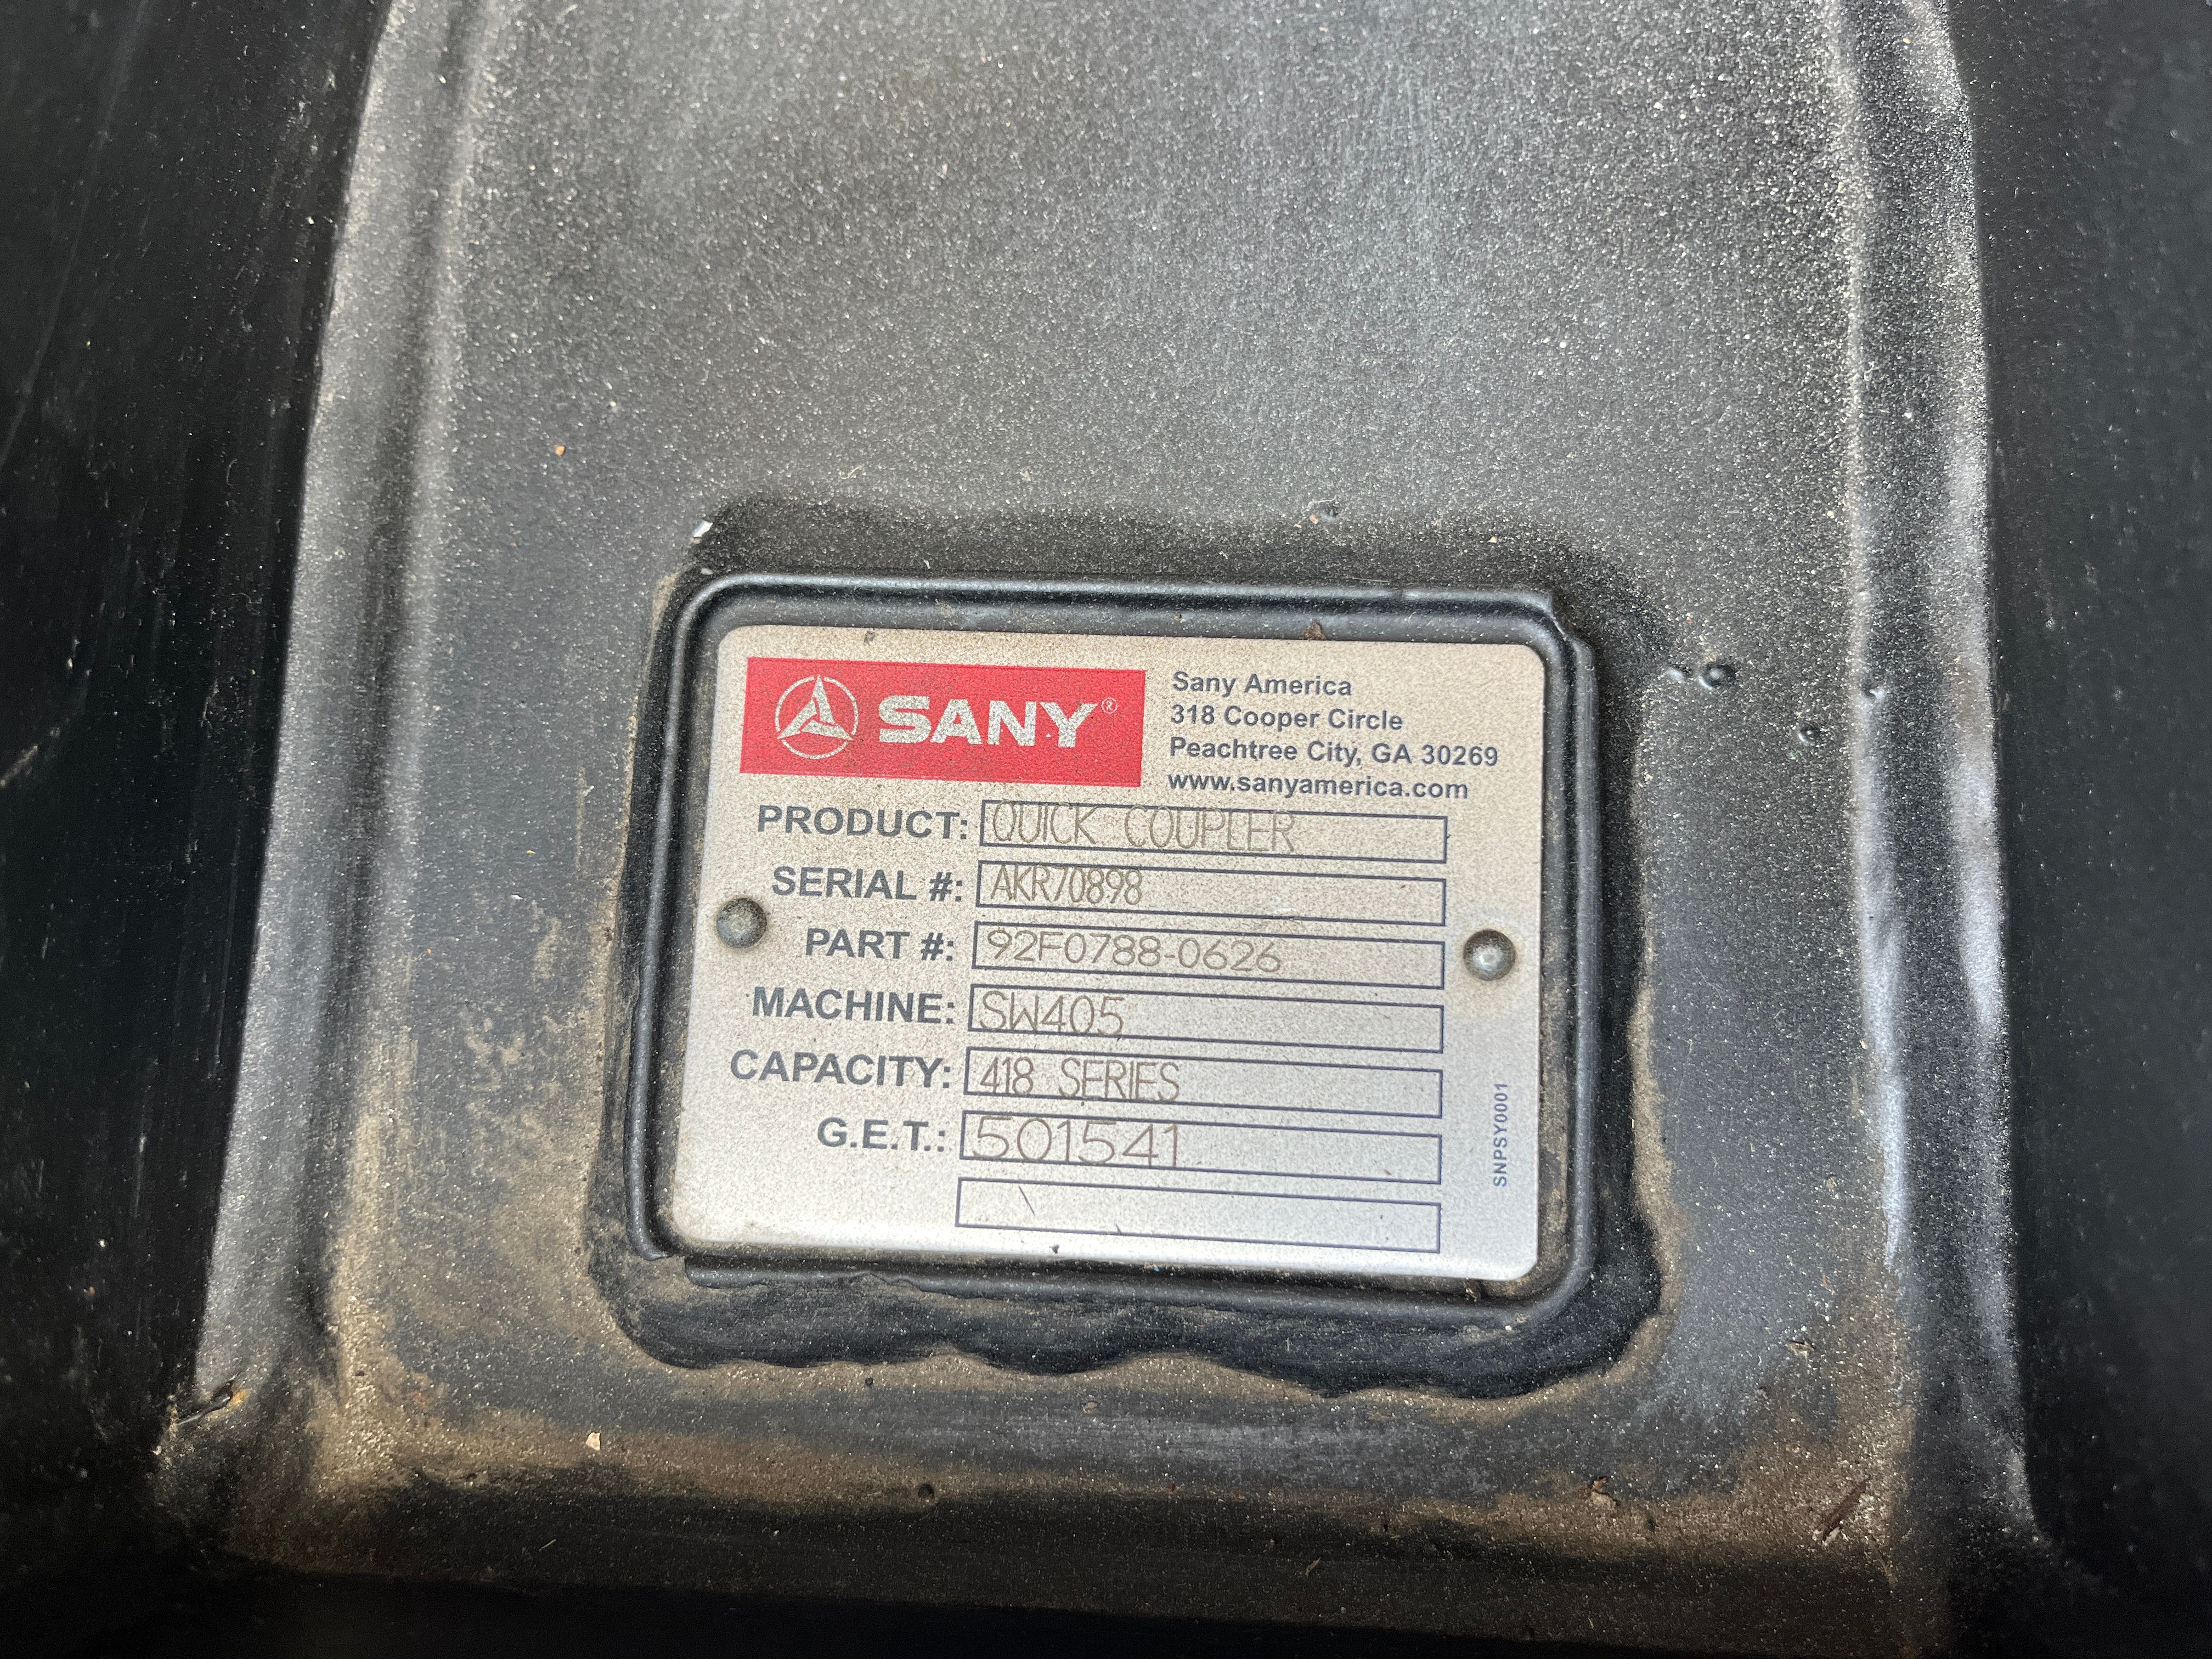 SANY®
Sany America
318 Cooper Circle
Peachtree City, GA 30269
www.sanyamerica.com
PRODUCT: QUICK COUPLER
SERIAL #: AKR70898
PART #: 92F0788-0626
MACHINE: SW405
CAPACITY: 418 SERIES
G.E.T.: 501541
SNPSY0001